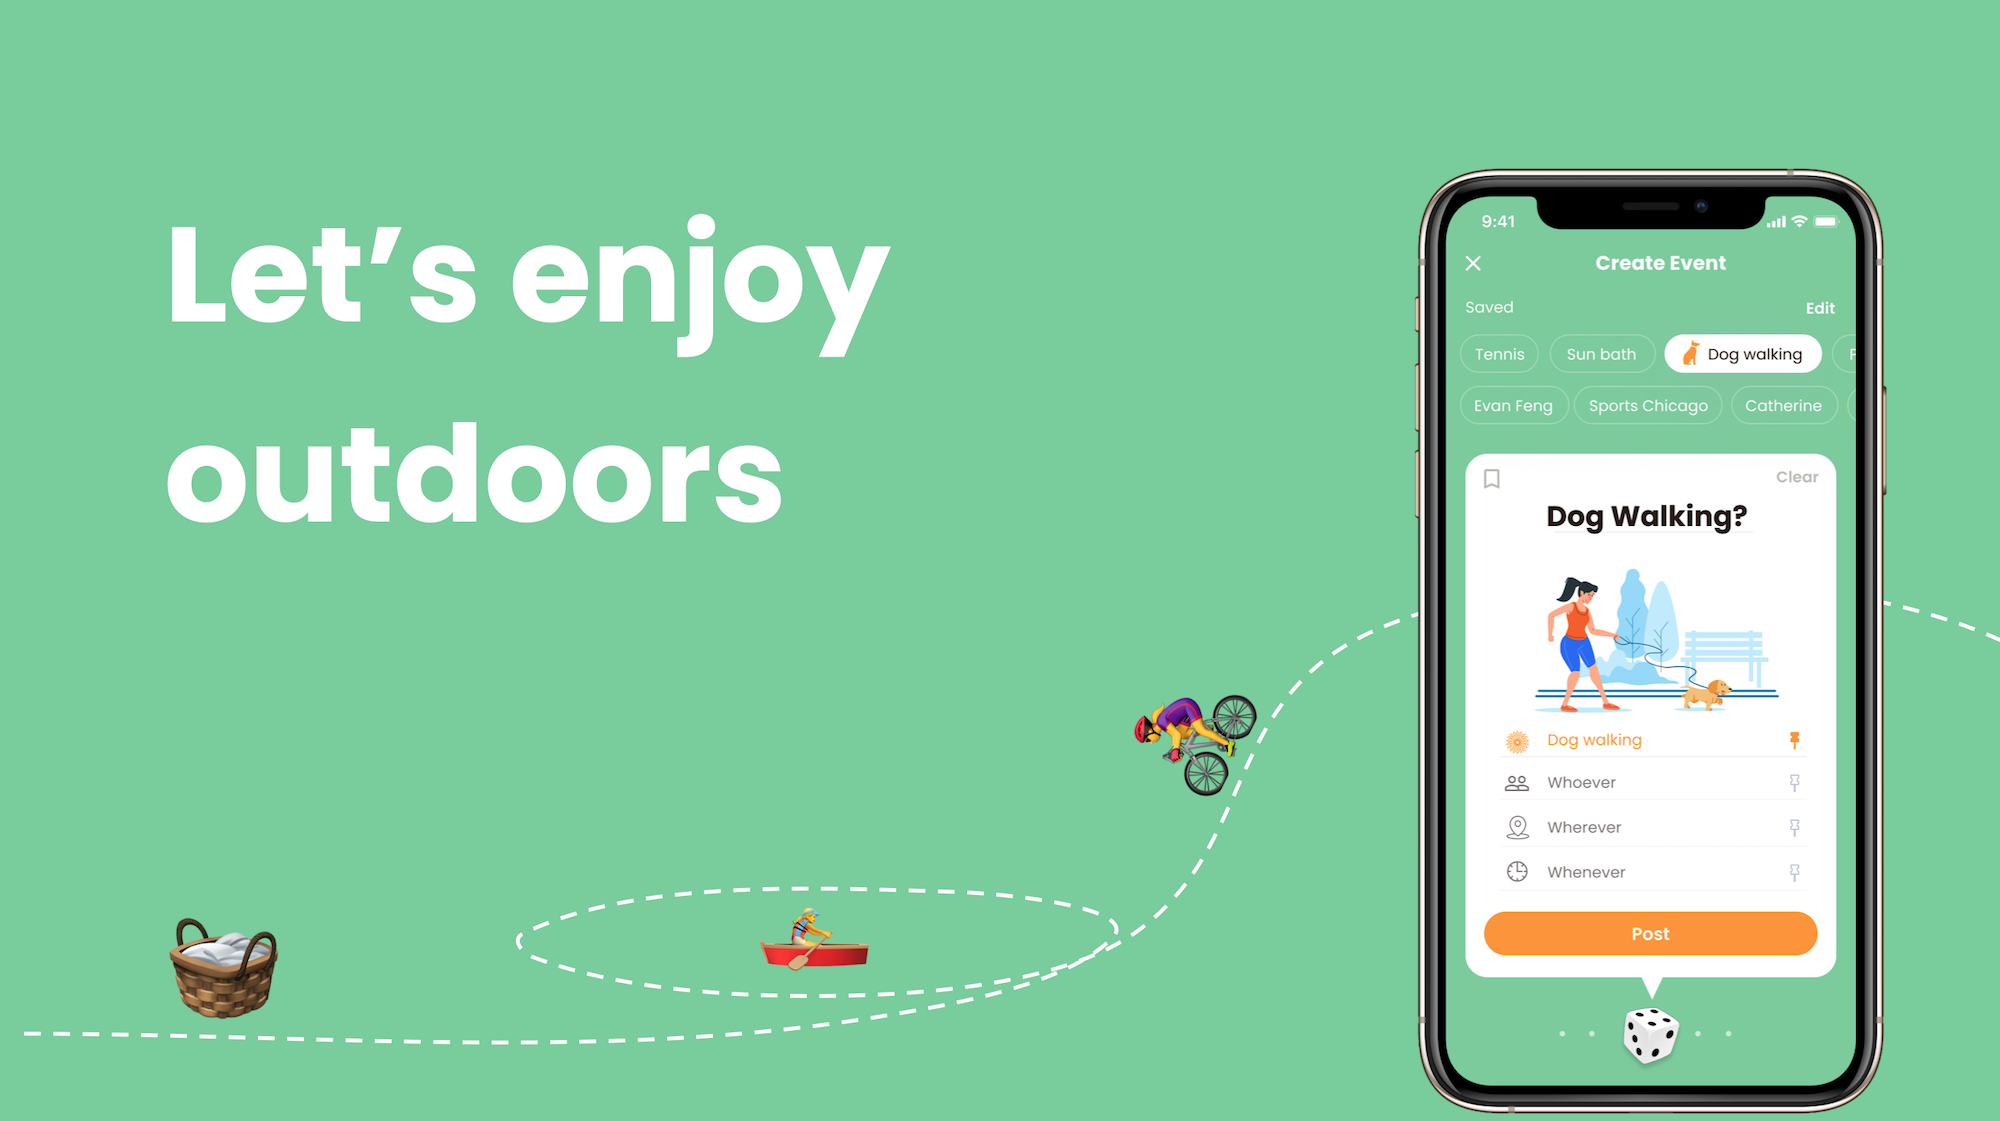 Let’s enjoy
outdoors
9:41
Create Event
Saved
Edit
Tennis
Sun bath
Dog walking
Evan Feng
Sports Chicago
Catherine
Clear
Dog Walking?
Dog walking
Whoever
Wherever
Whenever
Post